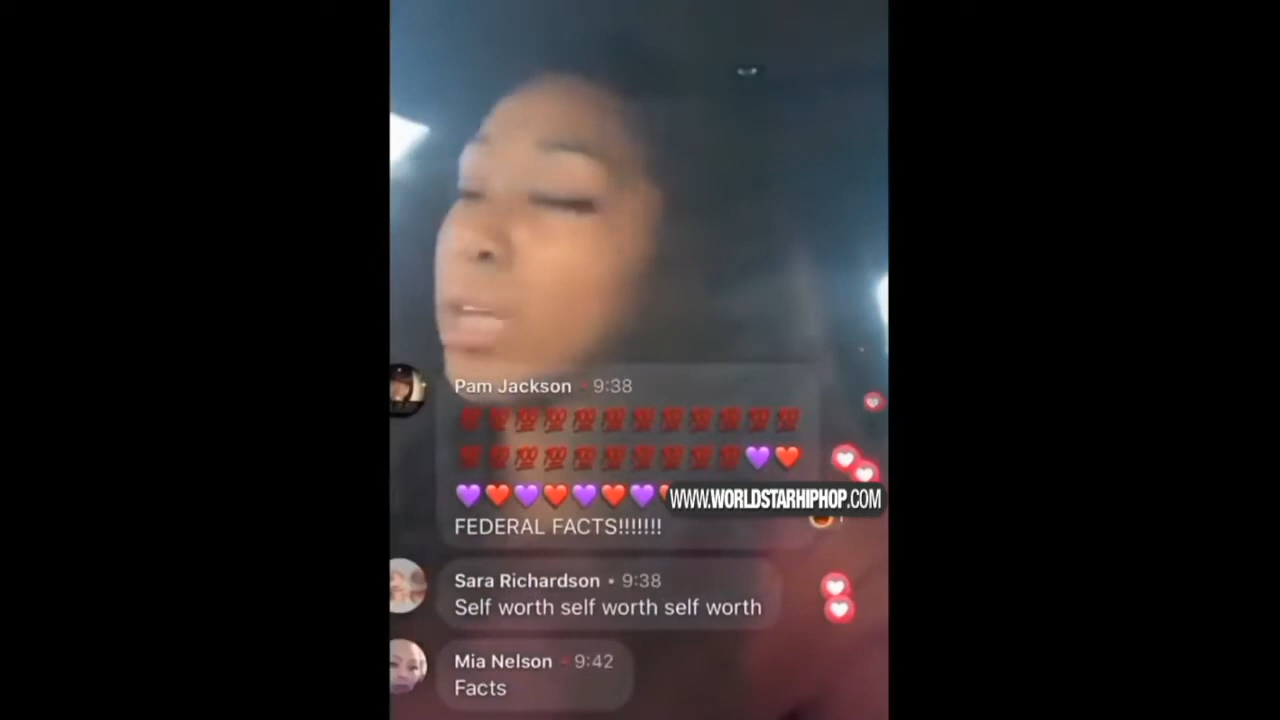 Pam Jackson • 9:38
💯💯💯💯💯💯💯💯💯💯💯💯
💯💯💯💯💯💯💯💯💯💯💜❤️
💜❤️💜❤️💜❤️💜
WWW.WORLDSTARHIPHOP.COM
FEDERAL FACTS!!!!!!!
Sara Richardson • 9:38
Self worth self worth self worth
Mia Nelson • 9:42
Facts